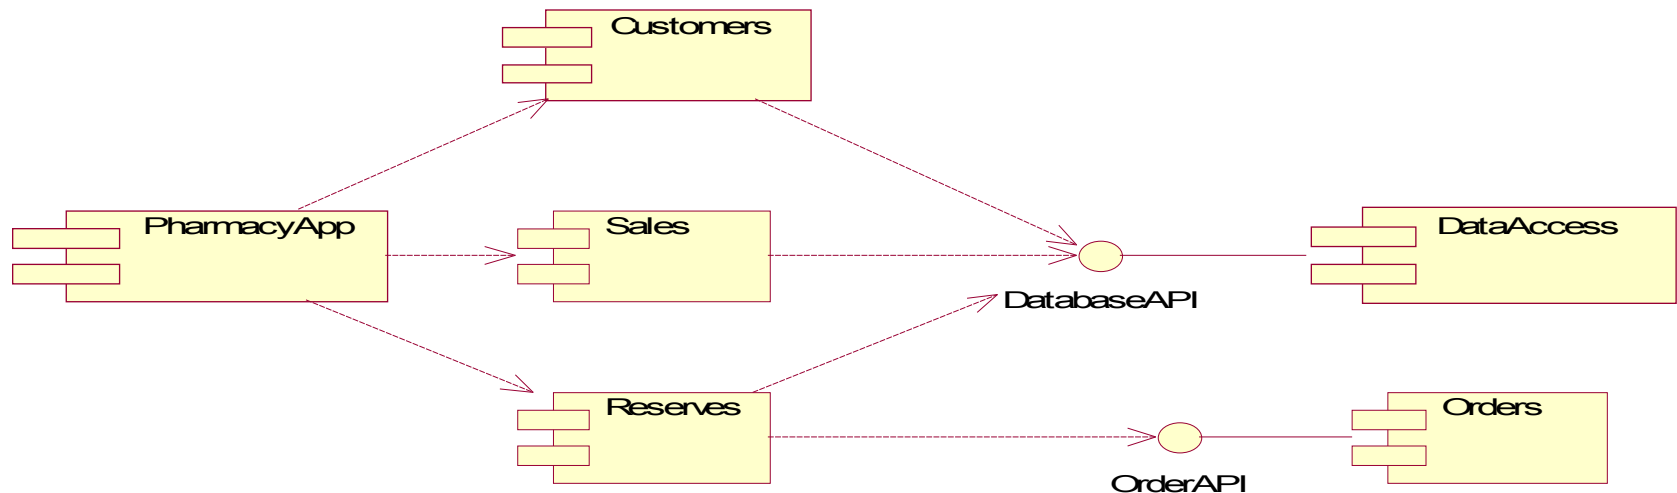 Customers
PharmacyApp
Sales
DataAccess
DatabaseAPI
Reserves
Orders
OrderAPI